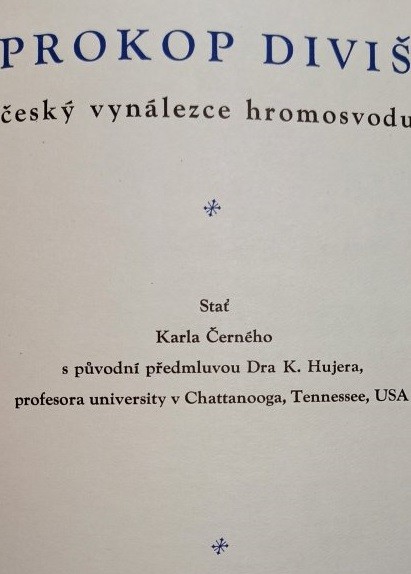 PROKOP DIVIŠ
český vynálezce hromosvodu
Stať
Karla Černého
s původní předmluvou Dra K. Hujera,
profesora university v Chattanooga, Tennessee, USA